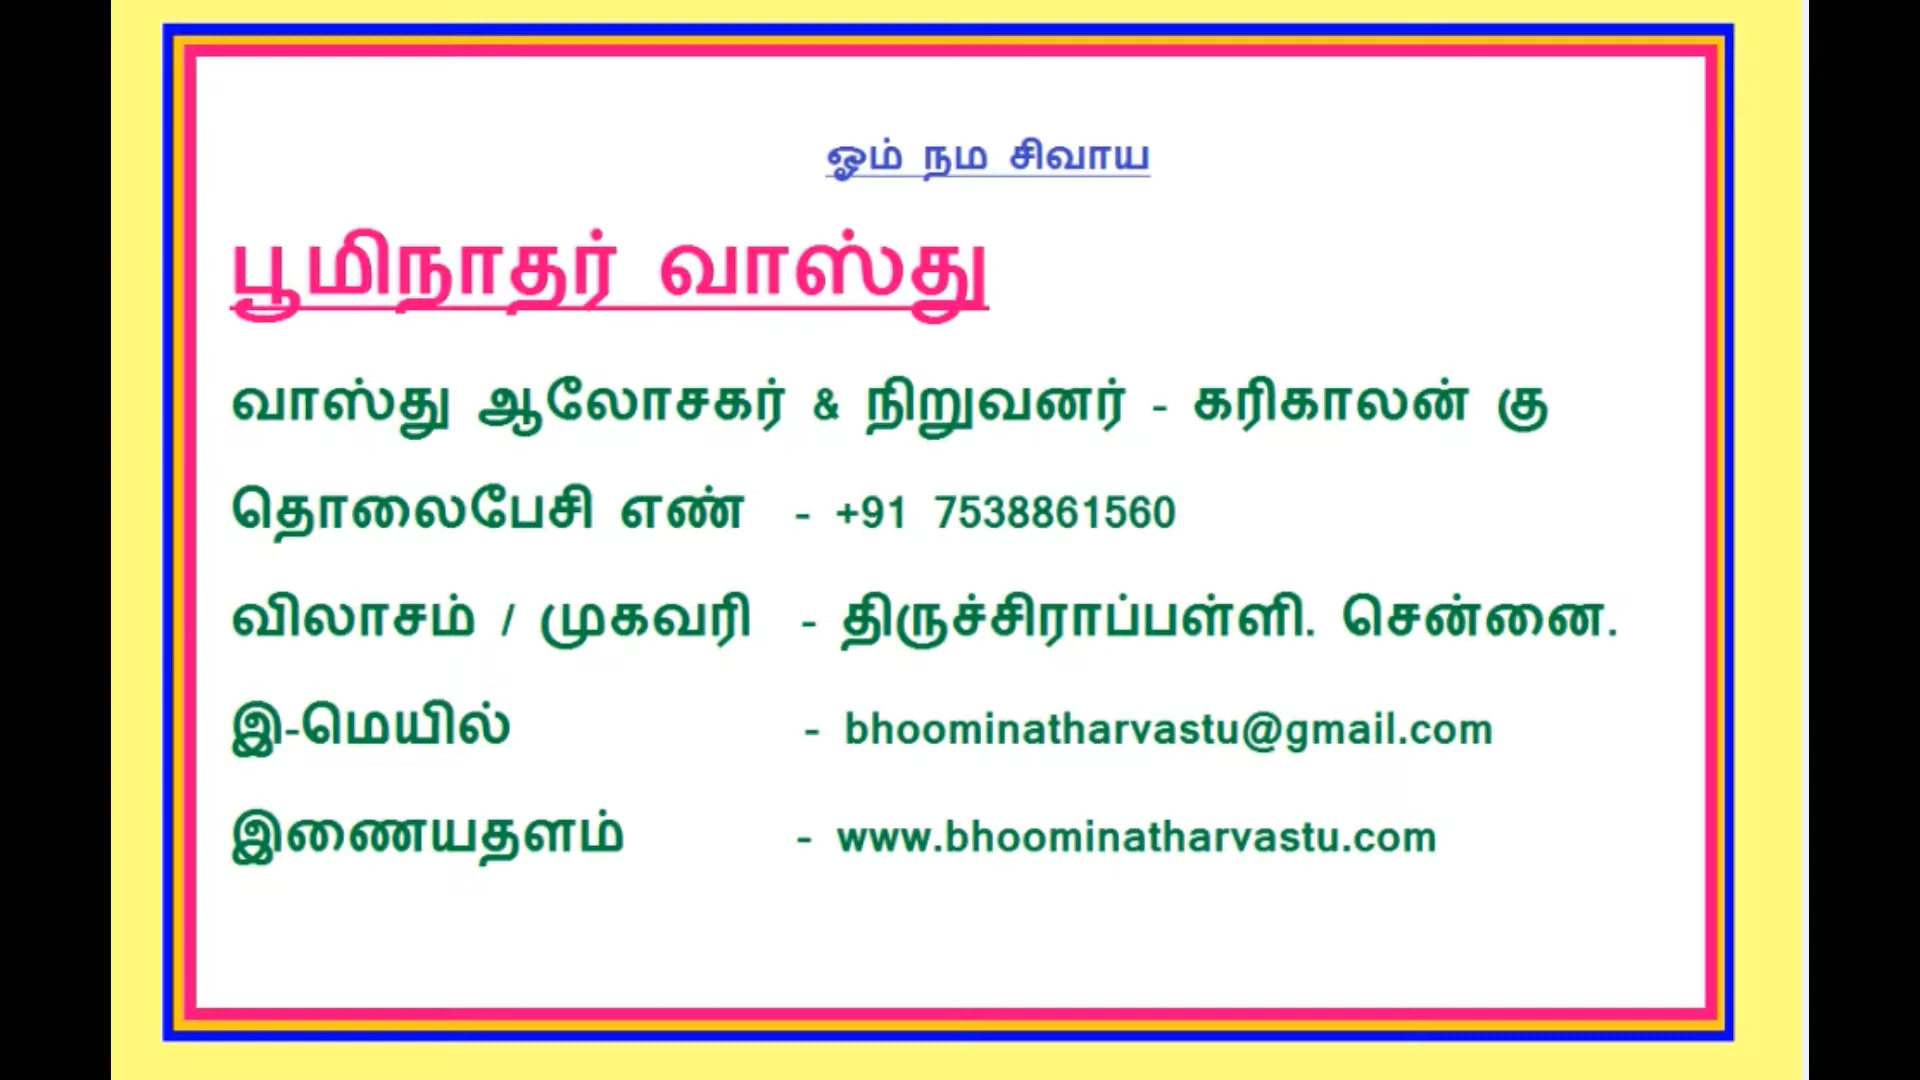 ஓம் நம சிவாய
பூமிநாதர் வாஸ்து
வாஸ்து ஆலோசகர் & நிறுவனர் - கரிகாலன் கு
தொலைபேசி எண் - +91 7538861560
விலாசம் / முகவரி - திருச்சிராப்பள்ளி. சென்னை.
இ-மெயில் - bhoominatharvastu@gmail.com
இணையதளம் - www.bhoominatharvastu.com